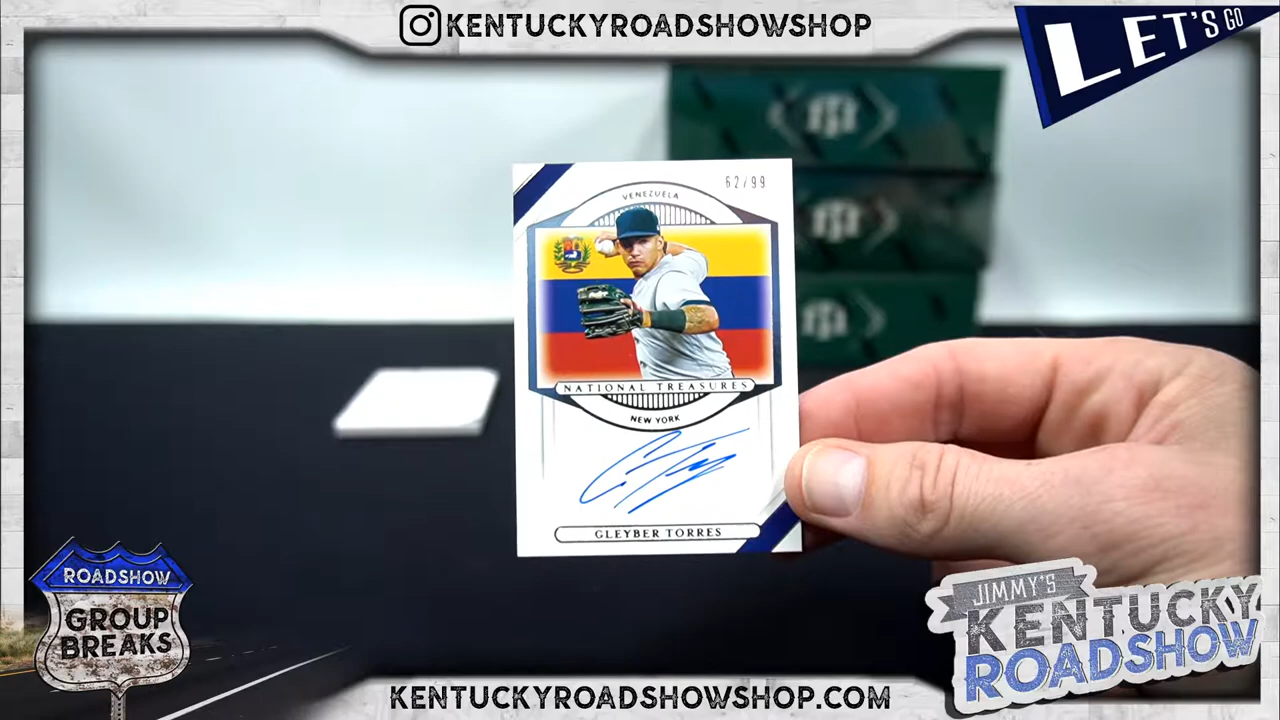 KENTUCKYROADSHOWSHOP
LET'S GO
62/99
VENEZUELA
NATIONAL TREASURES
NEW YORK
GLEYBER TORRES
ROADSHOW
GROUP
BREAKS
JIMMY'S
KENTUCKY
ROADSHOW
KENTUCKYROADSHOWSHOP.COM